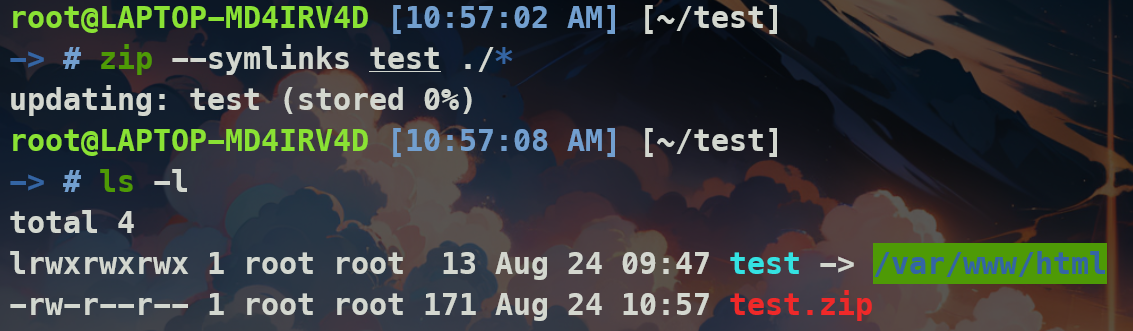 root@LAPTOP-MD4IRV4D [10:57:02 AM] [~/test]
-> # zip --symlinks test ./*
updating: test (stored 0%)
root@LAPTOP-MD4IRV4D [10:57:08 AM] [~/test]
-> # ls -l
total 4
lrwxrwxrwx 1 root root  13 Aug 24 09:47 test -> /var/www/html
-rw-r--r-- 1 root root 171 Aug 24 10:57 test.zip